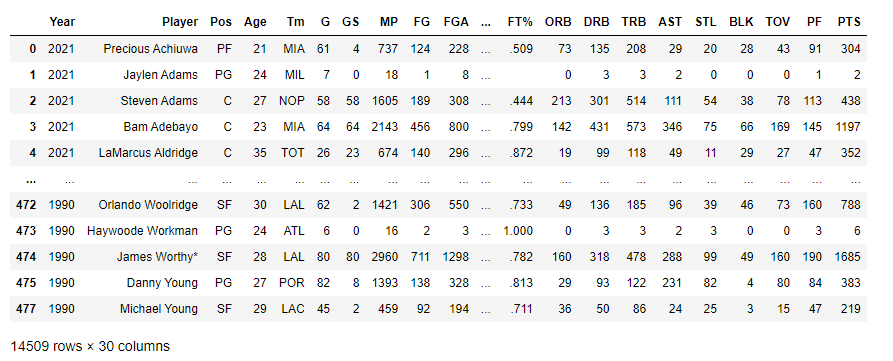 Year Player Pos Age Tm G GS MP FG FGA ... FT% ORB DRB TRB AST STL BLK TOV PF PTS
0 2021 Precious Achiuwa PF 21 MIA 61 4 737 124 228 ... .509 73 135 208 29 20 28 43 91 304
1 2021 Jaylen Adams PG 24 MIL 7 0 18 1 8 ... 0 3 3 2 0 0 0 1 2
2 2021 Steven Adams C 27 NOP 58 58 1605 189 308 ... .444 213 301 514 111 54 38 78 113 438
3 2021 Bam Adebayo C 23 MIA 64 64 2143 456 800 ... .799 142 431 573 346 75 66 169 145 1197
4 2021 LaMarcus Aldridge C 35 TOT 26 23 674 140 296 ... .872 19 99 118 49 11 29 27 47 352
... ... ... ... ... ... ... ... ... ... ... ... ... ... ... ... ... ... ... ... ... ...
472 1990 Orlando Woolridge SF 30 LAL 62 2 1421 306 550 ... .733 49 136 185 96 39 46 73 160 788
473 1990 Haywoode Workman PG 24 ATL 6 0 16 2 3 ... 1.000 0 3 3 2 3 0 0 3 6
474 1990 James Worthy* SF 28 LAL 80 80 2960 711 1298 ... .782 160 318 478 288 99 49 160 190 1685
475 1990 Danny Young PG 27 POR 82 8 1393 138 328 ... .813 29 93 122 231 82 4 80 84 383
477 1990 Michael Young SF 29 LAC 45 2 459 92 194 ... .711 36 50 86 24 25 3 15 47 219
14509 rows × 30 columns